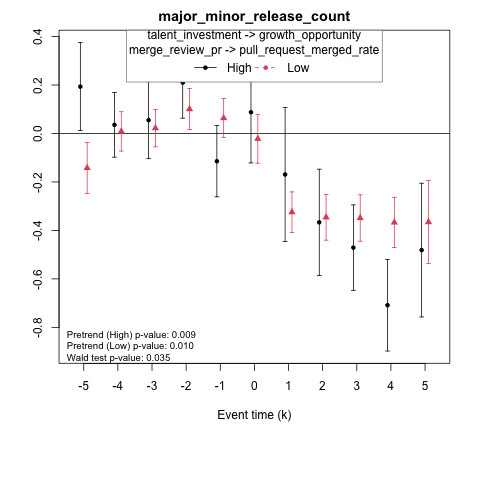 major_minor_release_count
talent_investment -> growth_opportunity
merge_review_pr -> pull_request_merged_rate
High Low
0.4
0.2
0.0
-0.2
-0.4
-0.6
-0.8
Pretrend (High) p-value: 0.009
Pretrend (Low) p-value: 0.010
Wald test p-value: 0.035
-5 -4 -3 -2 -1 0 1 2 3 4 5
Event time (k)